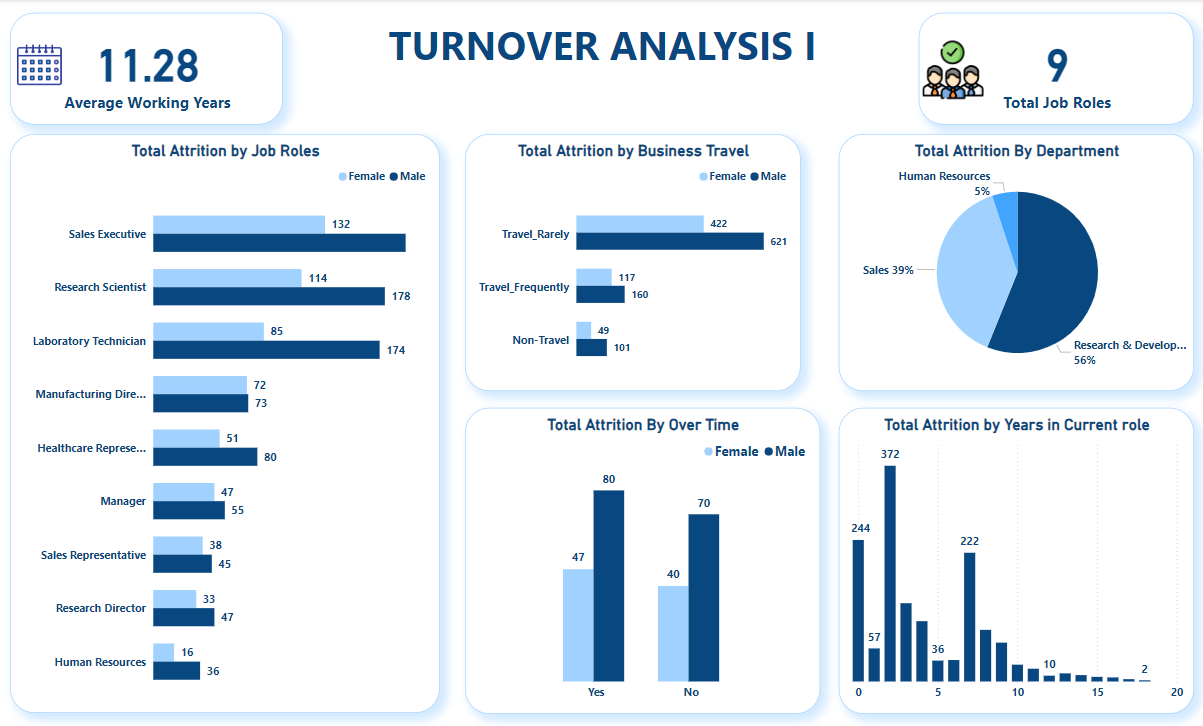 TURNOVER ANALYSIS I
11.28
Average Working Years
9
Total Job Roles
Total Attrition by Job Roles
Female Male
Sales Executive
132
Research Scientist
114
178
Laboratory Technician
85
174
Manufacturing Dire...
72
73
Healthcare Represe...
51
80
Manager
47
55
Sales Representative
38
45
Research Director
33
47
Human Resources
16
36
Total Attrition by Business Travel
Female Male
Travel_Rarely
422
621
Travel_Frequently
117
160
Non-Travel
49
101
Total Attrition By Department
Human Resources
5%
Sales 39%
Research & Develop...
56%
Total Attrition By Over Time
Female Male
47
80
40
70
Yes No
Total Attrition by Years in Current role
244
57
372
36
222
10
2
0 5 10 15 20